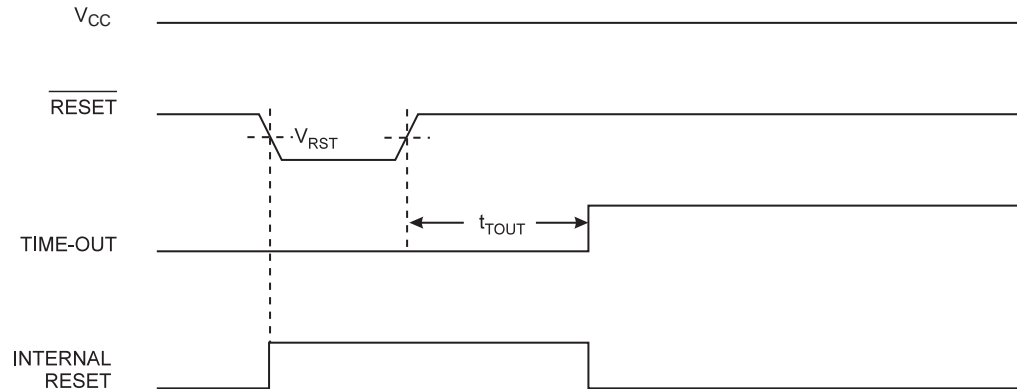 VCC
RESET
VRST
tTOUT
TIME-OUT
INTERNAL
RESET